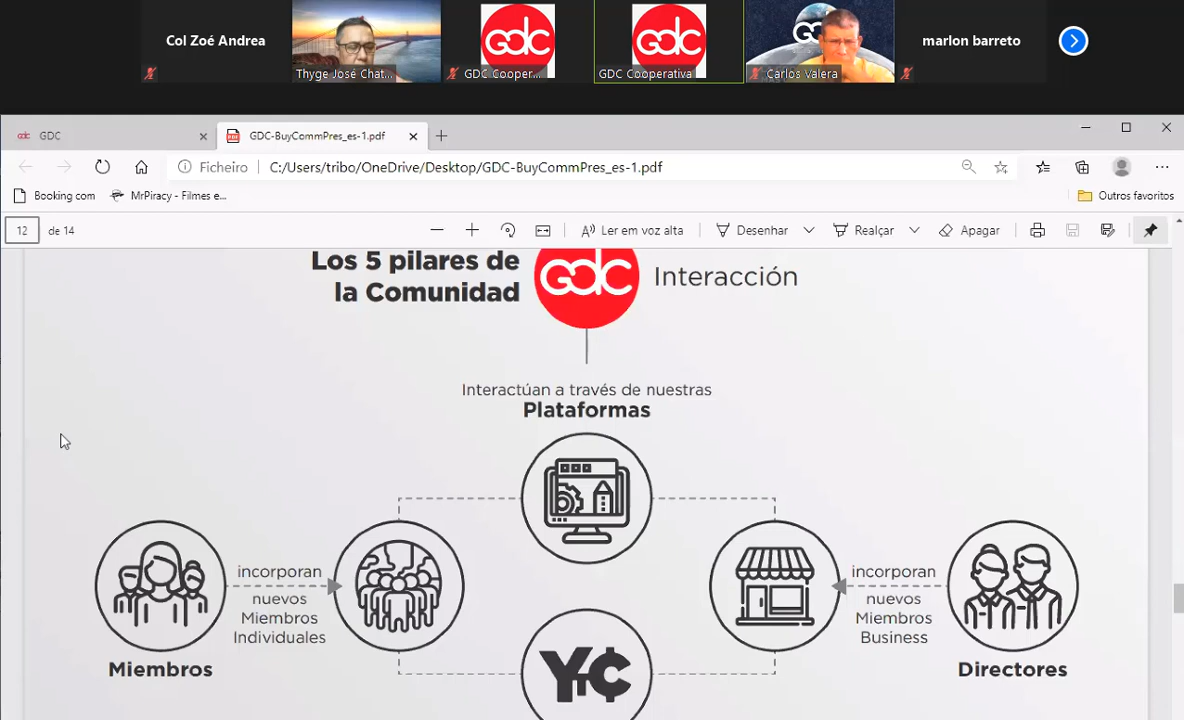 Col Zoé Andrea
Thyge José Chat...
GDC Cooper...
GDC Cooperativa
Carlos Valera
marlon barreto
gdc
gdc
GDC
GDC-BuyCommPres_es-1.pdf
Ficheiro
C:/Users/tribo/OneDrive/Desktop/GDC-BuyCommPres_es-1.pdf
Booking com
MrPiracy - Filmes e...
Outros favoritos
12 de 14
Ler em voz alta
Desenhar
Realçar
Apagar
Los 5 pilares de
la Comunidad
gdc
Interacción
Interactúan a través de nuestras
Plataformas
incorporan
nuevos
Miembros
Individuales
Miembros
incorporan
nuevos
Miembros
Business
Directores